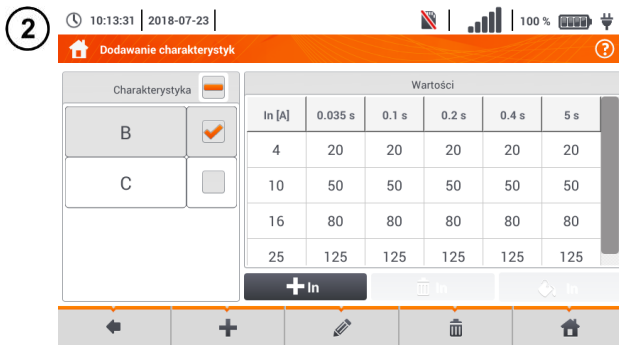 2
10:13:31 2018-07-23 100 %
Dodawanie charakterystyk ?
Charakterystyka Wartości
In [A] 0.035 s 0.1 s 0.2 s 0.4 s 5 s
B
4 20 20 20 20 20
C
10 50 50 50 50 50
16 80 80 80 80 80
25 125 125 125 125 125
In In In